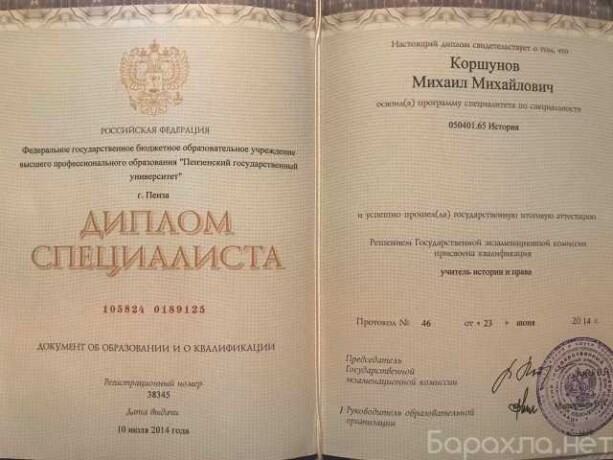 РОССИЙСКАЯ ФЕДЕРАЦИЯ
Федеральное государственное бюджетное образовательное учреждение
высшего профессионального образования "Пензенский государственный
университет"
г. Пенза
ДИПЛОМ
СПЕЦИАЛИСТА
105824 0189125
ДОКУМЕНТ ОБ ОБРАЗОВАНИИ И О КВАЛИФИКАЦИИ
Регистрационный номер
38345
Дата выдачи
10 июля 2014 года
Настоящий диплом свидетельствует о том, что
Коршунов
Михаил Михайлович
освоил(а) программу специалитета по специальности
050401.65 История
и успешно прошел(ла) государственную итоговую аттестацию
Решением Государственной экзаменационной комиссии
присвоена квалификация
учитель истории и права
Протокол № 46 от « 23 » июня 2014 г.
Председатель
Государственной
экзаменационной комиссии
Руководитель образовательной
организации
Барахла.нет